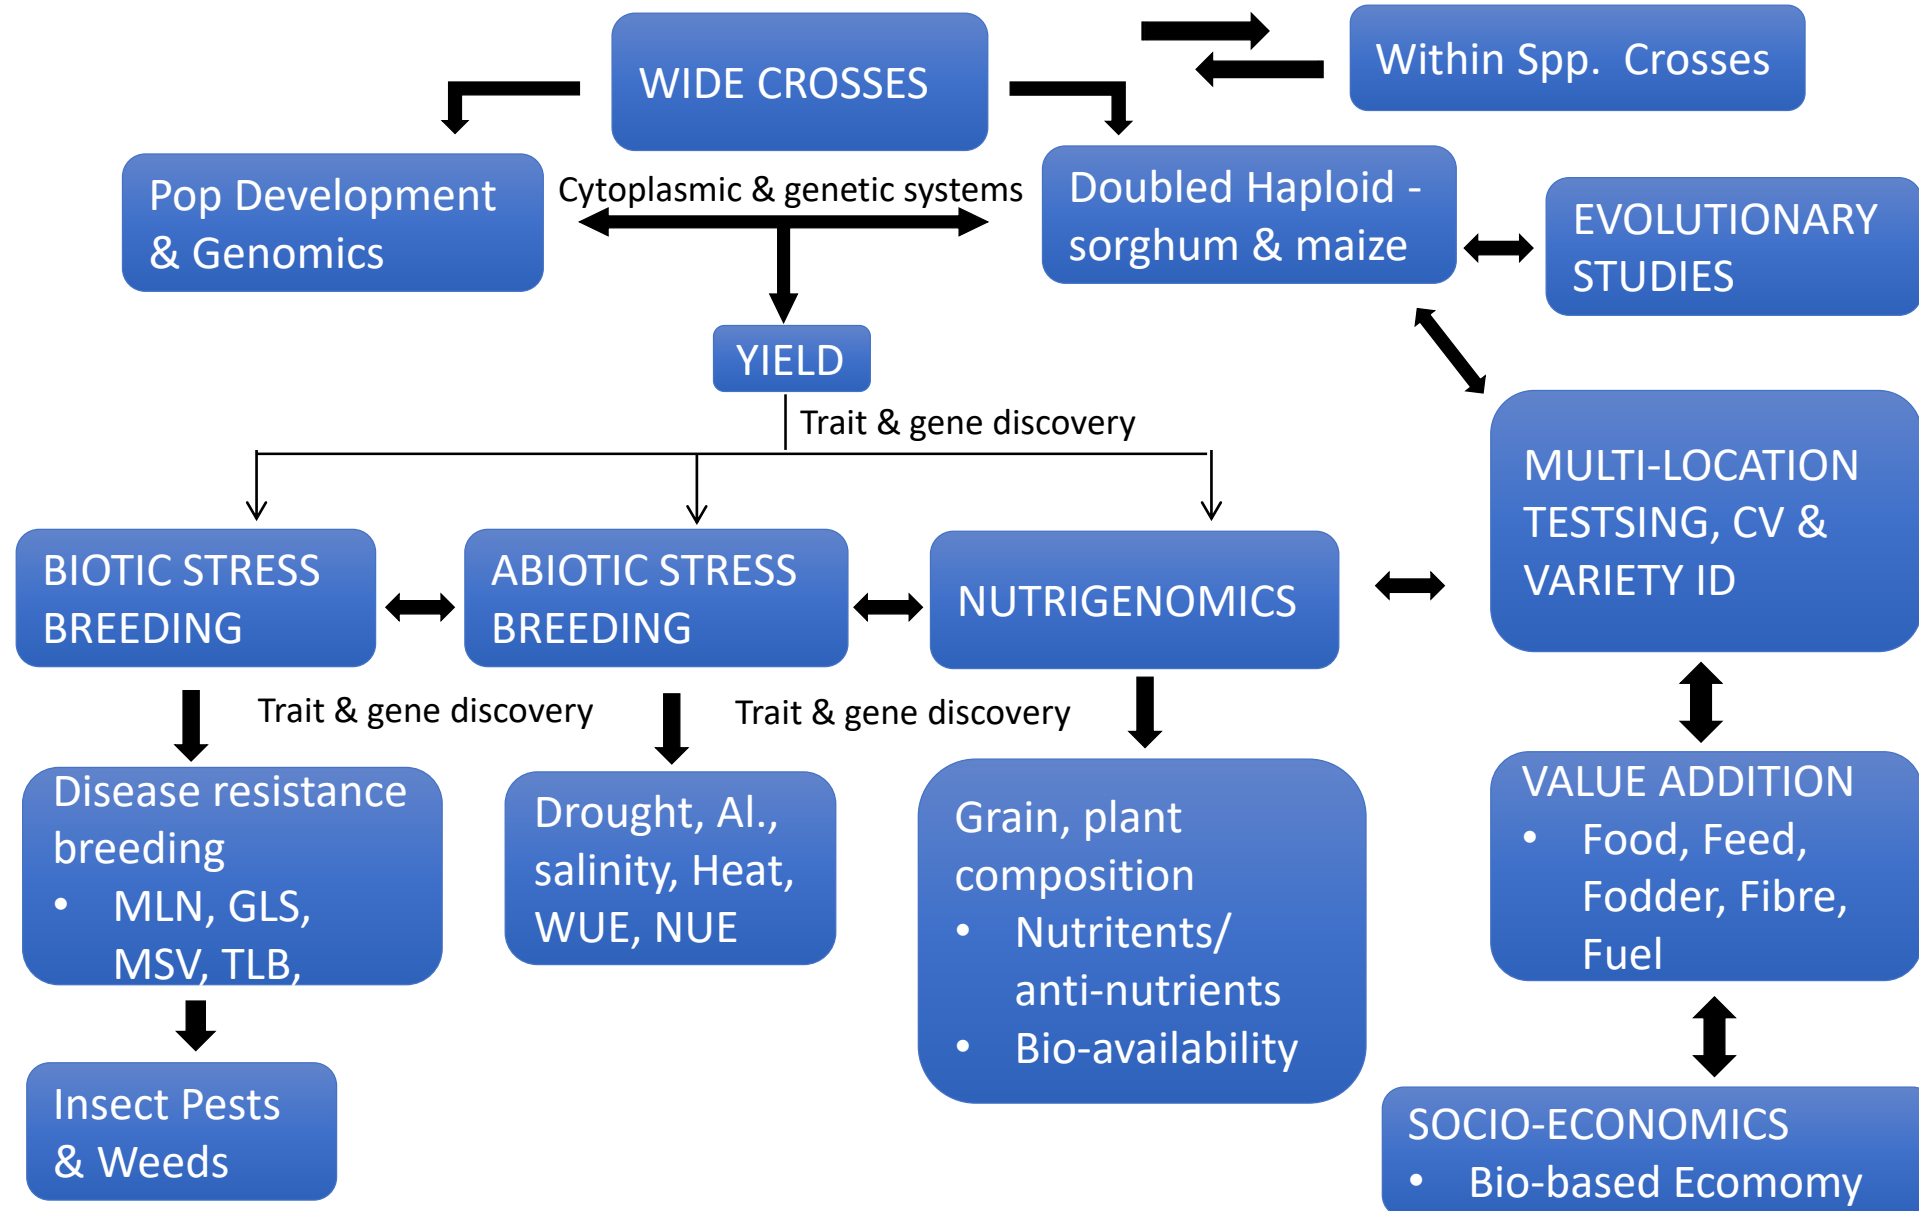 WIDE CROSSES
Within Spp.  Crosses
Pop Development
& Genomics
Cytoplasmic & genetic systems
Doubled Haploid -
sorghum & maize
EVOLUTIONARY
STUDIES
YIELD
Trait & gene discovery
BIOTIC STRESS
BREEDING
ABIOTIC STRESS
BREEDING
NUTRIGENOMICS
MULTI-LOCATION
TESTSING, CV &
VARIETY ID
Trait & gene discovery
Trait & gene discovery
Disease resistance
breeding
• MLN, GLS,
MSV, TLB,
Drought, Al.,
salinity, Heat,
WUE, NUE
Grain, plant
composition
• Nutritents/
anti-nutrients
• Bio-availability
VALUE ADDITION
• Food, Feed,
Fodder, Fibre,
Fuel
Insect Pests
& Weeds
SOCIO-ECONOMICS
• Bio-based Ecomomy